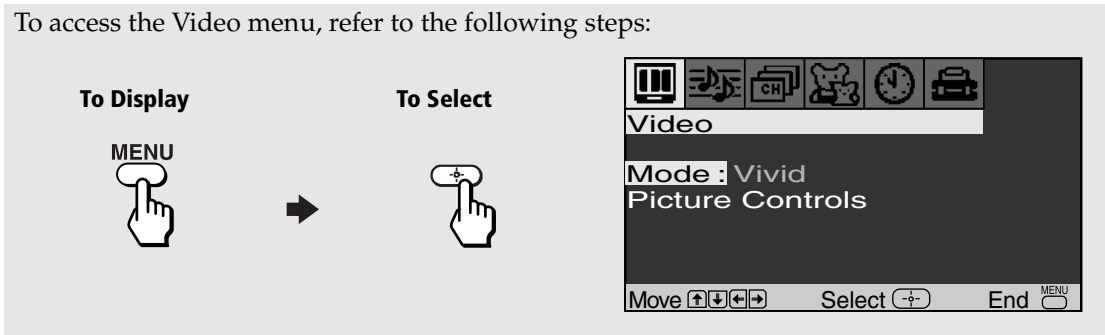 To access the Video menu, refer to the following steps:
To Display
To Select
MENU
CH
Video
Mode : Vivid
Picture Controls
Move Select End MENU